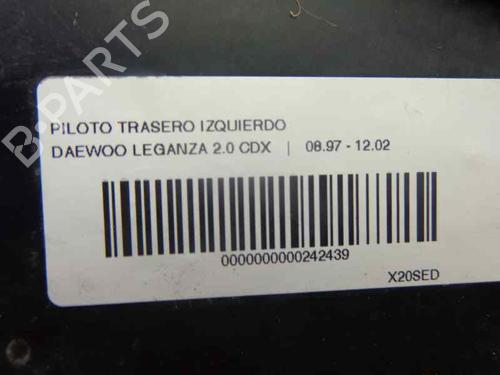 B-PARTS
PILOTO TRASERO IZQUIERDO
DAEWOO LEGANZA 2.0 CDX | 08.97 - 12.02
0000000000242439
X20SED